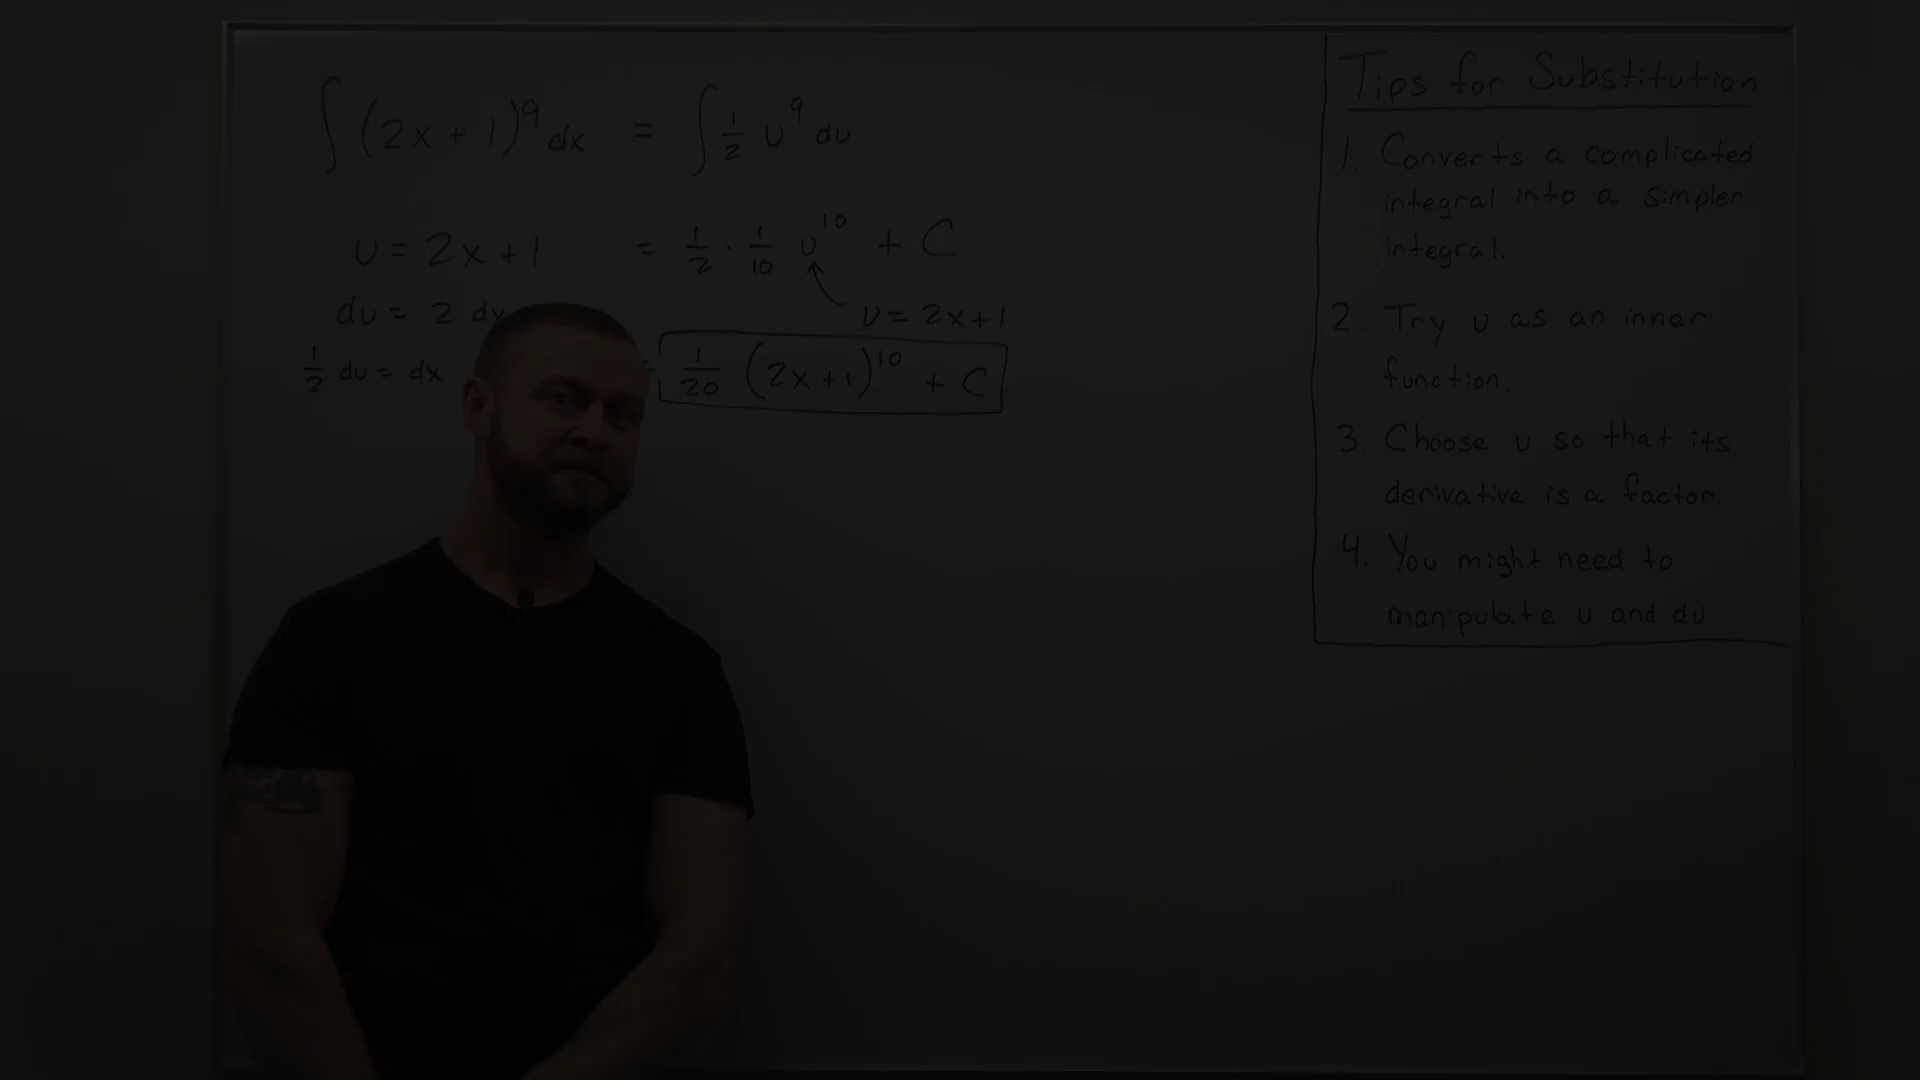 ∫ (2x + 1)⁹ dx = ∫ 1/2 u⁹ du
u = 2x + 1 = 1/2 · 1/10 u¹⁰ + C
du = 2 dx u = 2x + 1
1/2 du = dx = 1/20 (2x + 1)¹⁰ + C
Tips for Substitution
1. Converts a complicated
integral into a simpler
integral.
2. Try u as an inner
function.
3. Choose u so that its
derivative is a factor.
4. You might need to
manipulate u and du.